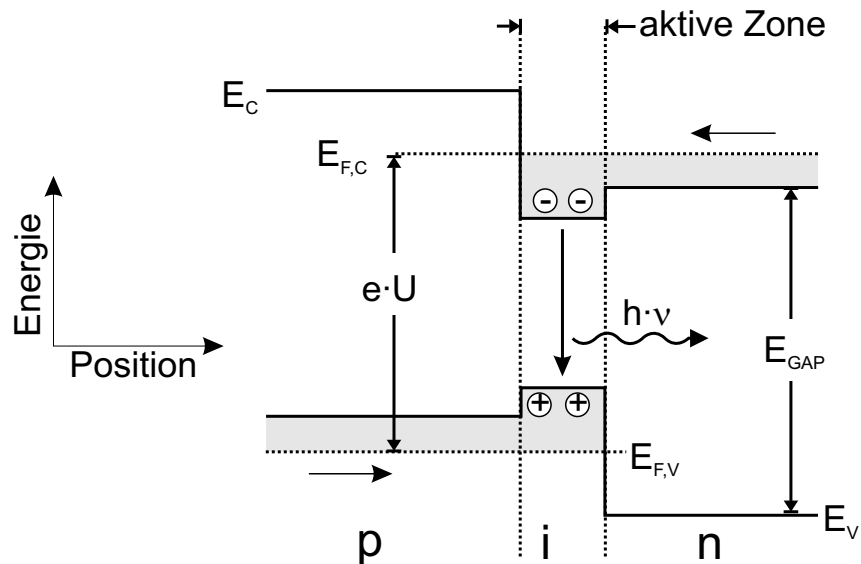 aktive Zone
E_C
E_F,C
- -
Energie
e·U
h·ν
E_GAP
Position
+ +
E_F,V
E_V
p i n